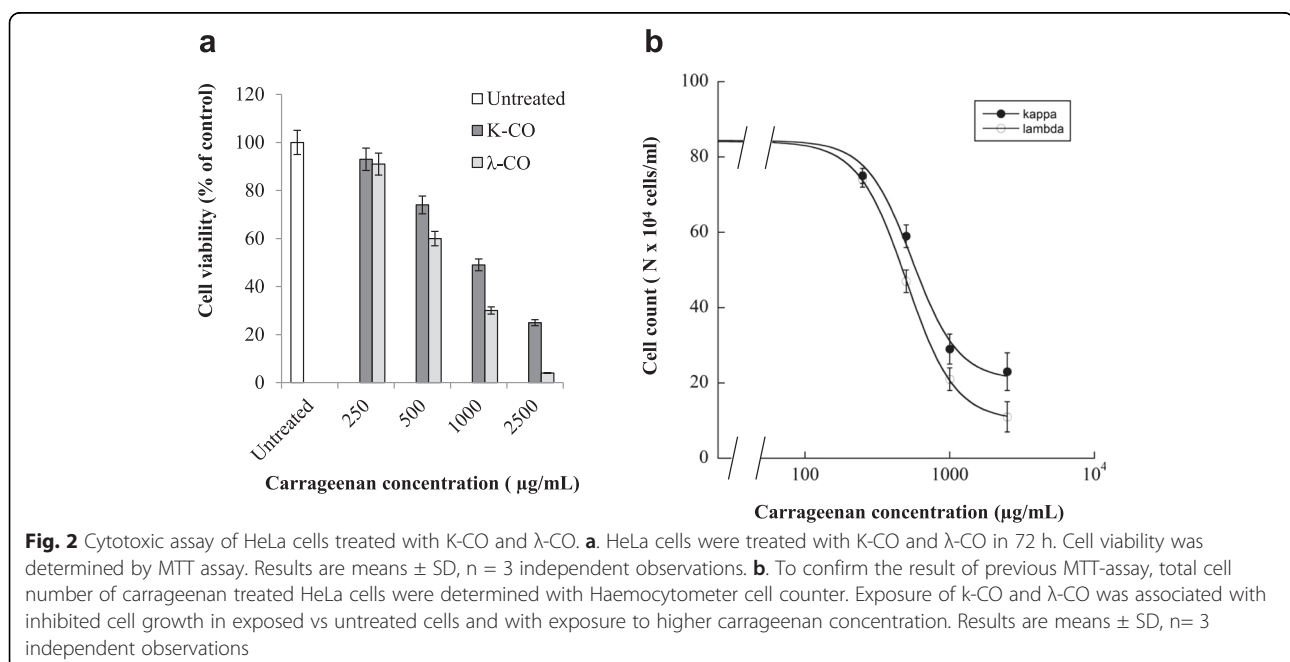 a
120
100
80
60
40
20
0
Cell viability (% of control)
Untreated
K-CO
λ-CO
Untreated
250
500
1000
2500
Carrageenan concentration ( µg/mL)
b
100
80
60
40
20
0
Cell count ( N x 10⁴ cells/ml)
kappa
lambda
100
1000
10⁴
Carrageenan concentration (µg/mL)
Fig. 2 Cytotoxic assay of HeLa cells treated with K-CO and λ-CO. a. HeLa cells were treated with K-CO and λ-CO in 72 h. Cell viability was
determined by MTT assay. Results are means ± SD, n = 3 independent observations. b. To confirm the result of previous MTT-assay, total cell
number of carrageenan treated HeLa cells were determined with Haemocytometer cell counter. Exposure of k-CO and λ-CO was associated with
inhibited cell growth in exposed vs untreated cells and with exposure to higher carrageenan concentration. Results are means ± SD, n= 3
independent observations